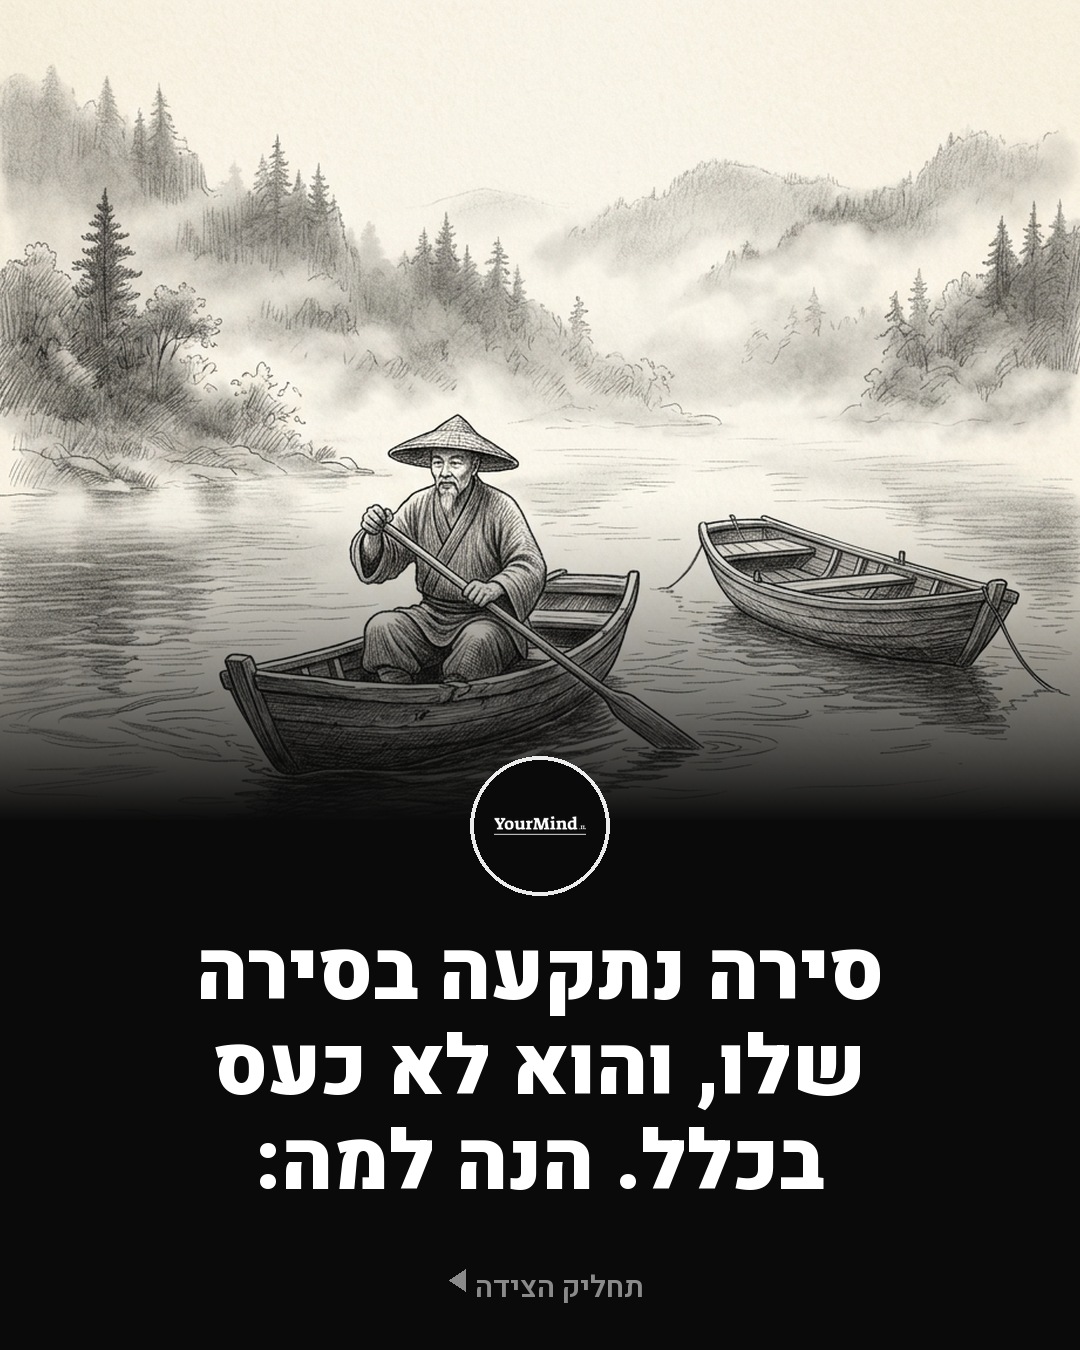 YourMind
סירה נתקעה בסירה
שלו, והוא לא כעס
בכלל. הנה למה:
תחליק הצידה